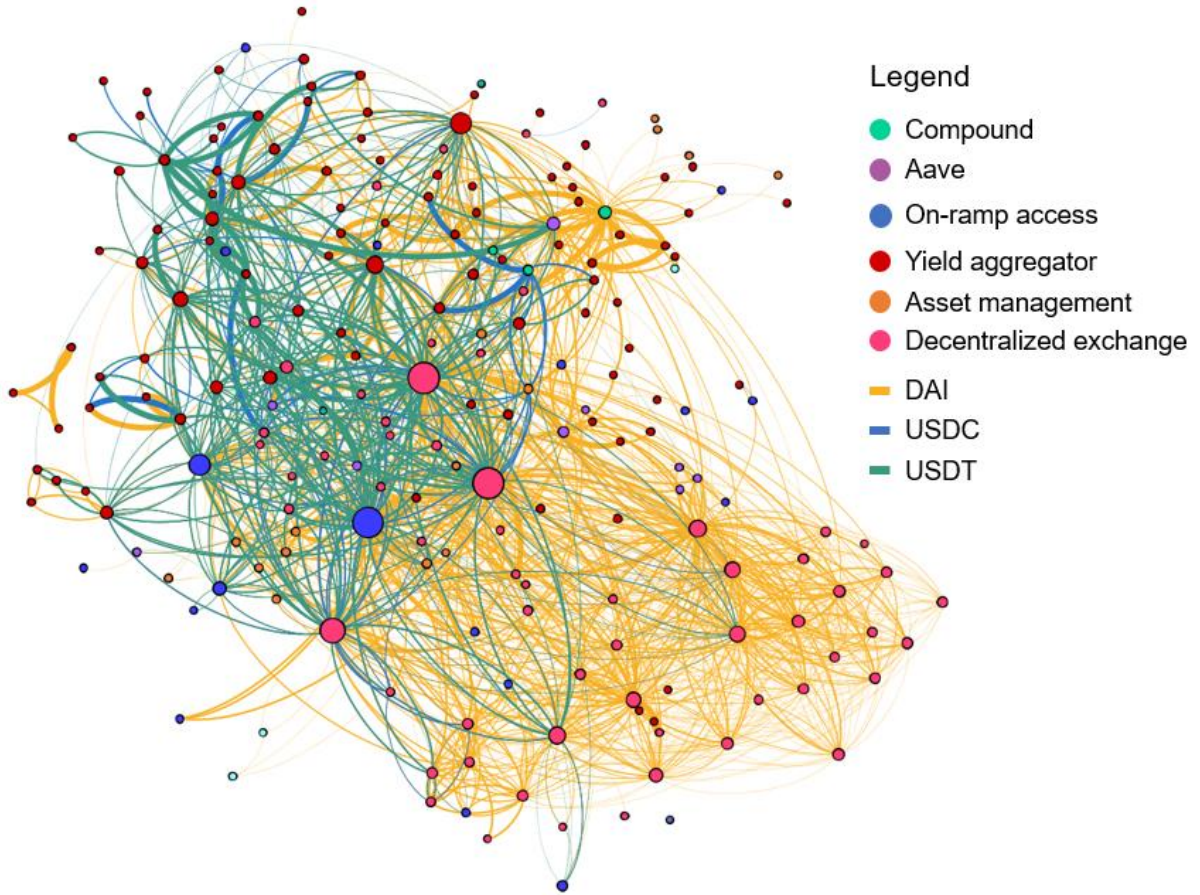 Legend
Compound
Aave
On-ramp access
Yield aggregator
Asset management
Decentralized exchange
DAI
USDC
USDT